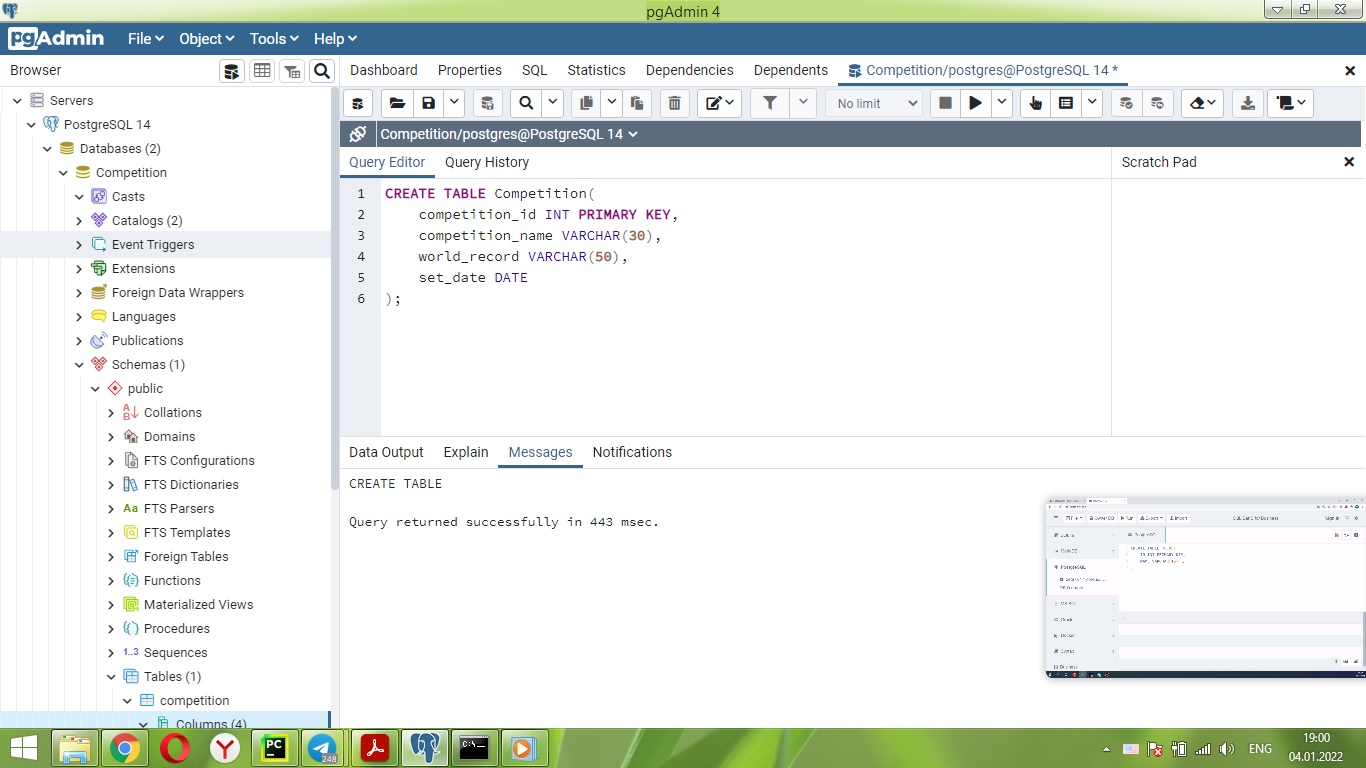 pgAdmin 4
pgAdmin File Object Tools Help
Browser
Dashboard Properties SQL Statistics Dependencies Dependents Competition/postgres@PostgreSQL 14 *
No limit
Servers
PostgreSQL 14
Databases (2)
Competition
Casts
Catalogs (2)
Event Triggers
Extensions
Foreign Data Wrappers
Languages
Publications
Schemas (1)
public
Collations
Domains
FTS Configurations
FTS Dictionaries
Aa FTS Parsers
FTS Templates
Foreign Tables
Functions
Materialized Views
Procedures
1..3 Sequences
Tables (1)
competition
Columns (4)
Competition/postgres@PostgreSQL 14
Query Editor Query History
Scratch Pad
1 CREATE TABLE Competition(
2 competition_id INT PRIMARY KEY,
3 competition_name VARCHAR(30),
4 world_record VARCHAR(50),
5 set_date DATE
6 );
Data Output Explain Messages Notifications
CREATE TABLE
Query returned successfully in 443 msec.
PostgreSQL
248
ENG
19:00
04.01.2022